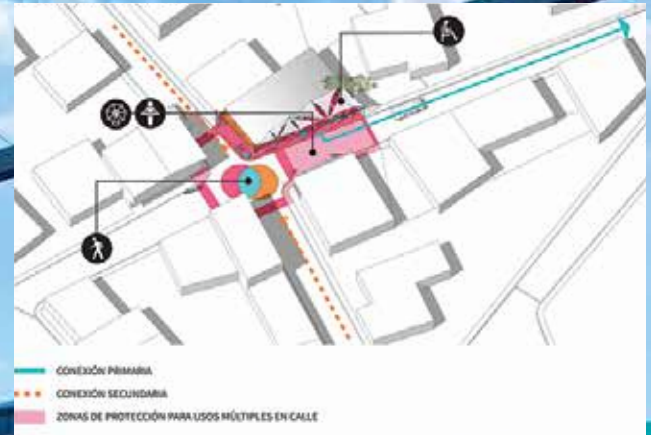 CONEXIÓN PRIMARIA
CONEXIÓN SECUNDARIA
ZONAS DE PROTECCIÓN PARA USOS MÚLTIPLES EN CALLE